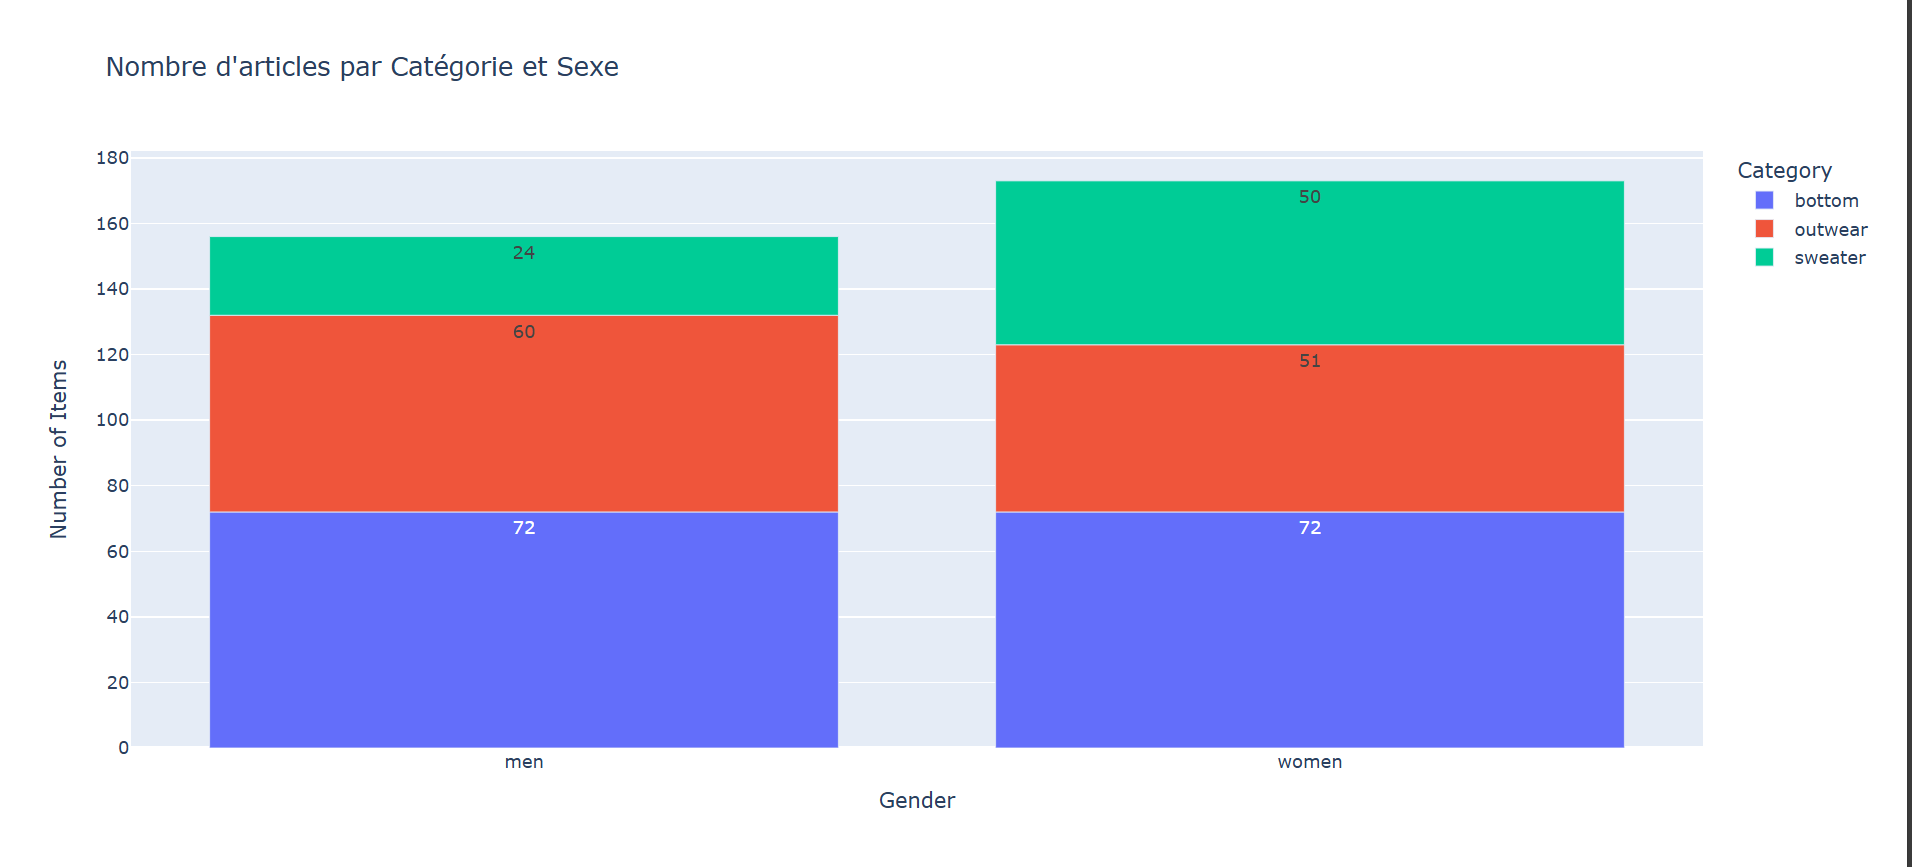 Nombre d'articles par Catégorie et Sexe
180
160
140
120
100
80
60
40
20
0
Number of Items
24
60
72
50
51
72
men
women
Gender
Category
bottom
outwear
sweater